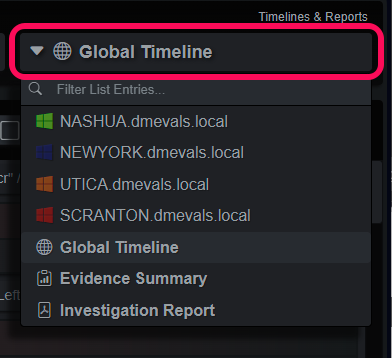 Timelines & Reports
Global Timeline
Filter List Entries...
NASHUA.dmevals.local
cr" /
NEWYORK.dmevals.local
UTICA.dmevals.local
SCRANTON.dmevals.local
Global Timeline
Evidence Summary
Left
Investigation Report